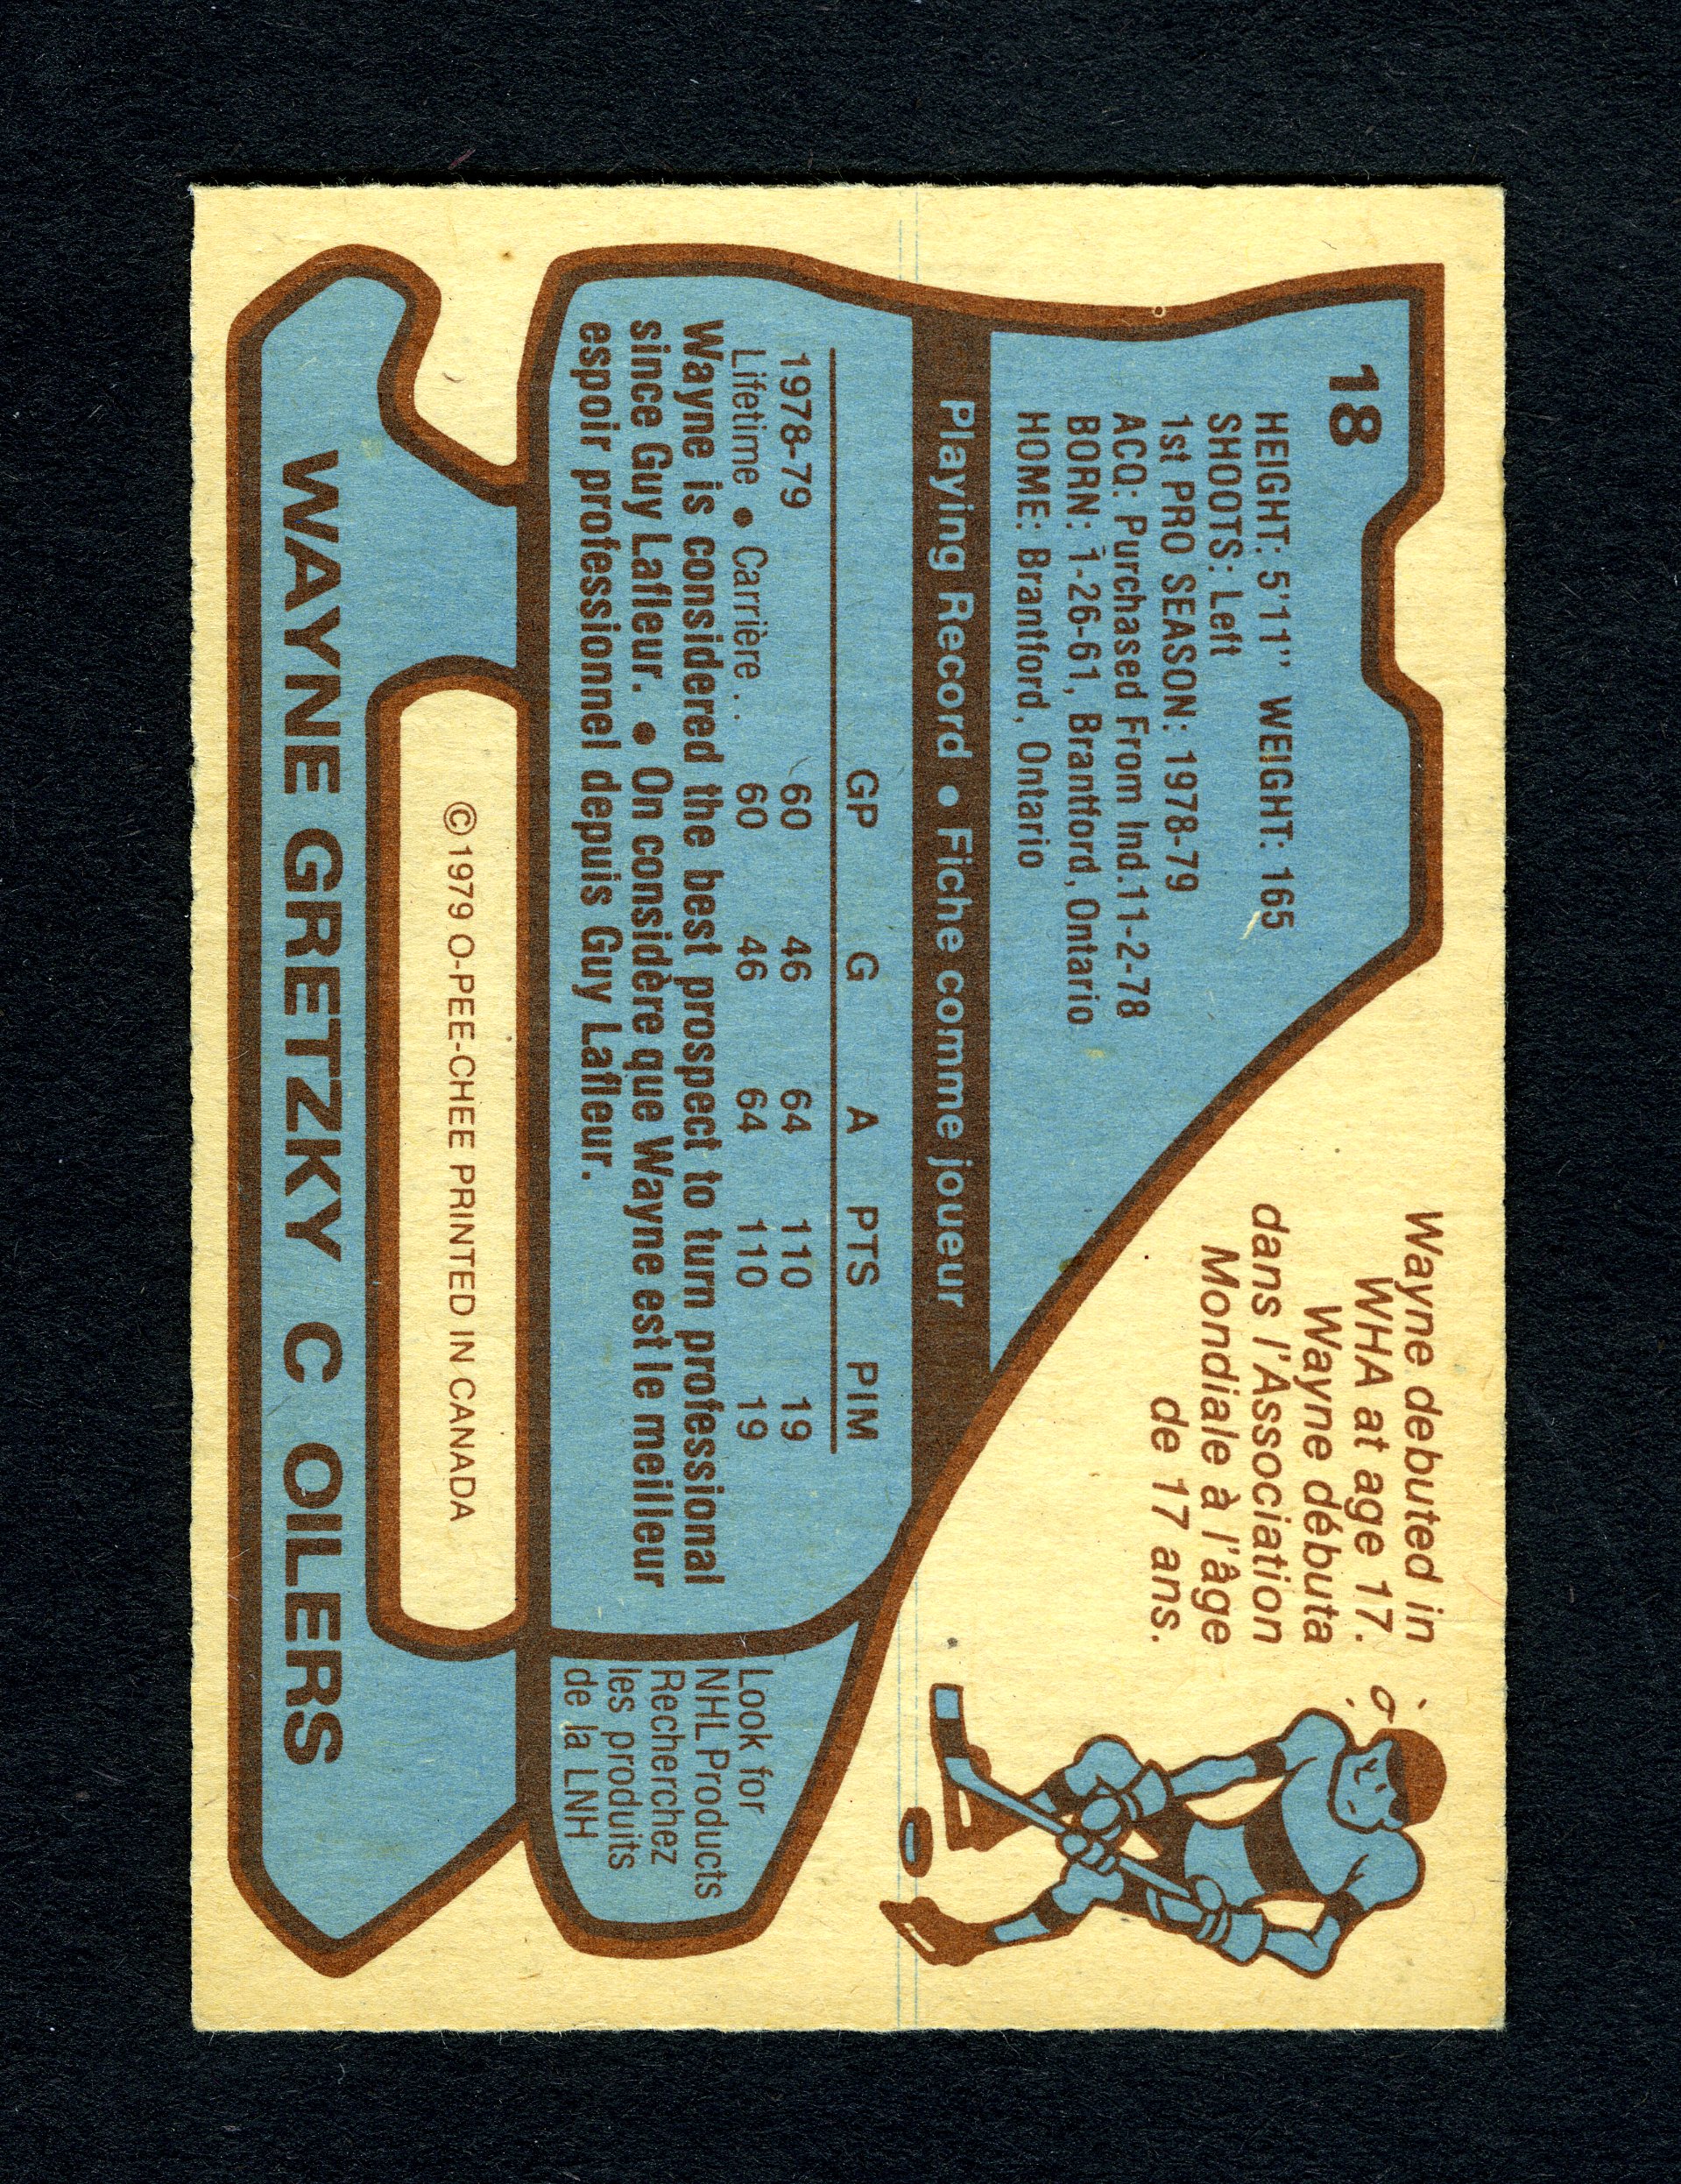 18
HEIGHT: 5'11" WEIGHT: 165
SHOOTS: Left
1st PRO SEASON: 1978-79
ACQ: Purchased From Ind.11-2-78
BORN: 1-26-61, Brantford, Ontario
HOME: Brantford, Ontario
Wayne debuted in
WHA at age 17.
Wayne débuta
dans l'Association
Mondiale à l'âge
de 17 ans.
Playing Record • Fiche comme joueur
GP G A PTS PIM
1978-79 60 46 64 110 19
Lifetime • Carrière . . 60 46 64 110 19
Wayne is considered the best prospect to turn professional
since Guy Lafleur. • On considère que Wayne est le meilleur
espoir professionnel depuis Guy Lafleur.
Look for
NHL Products
Recherchez
les produits
de la LNH
© 1979 O-PEE-CHEE PRINTED IN CANADA
WAYNE GRETZKY C OILERS